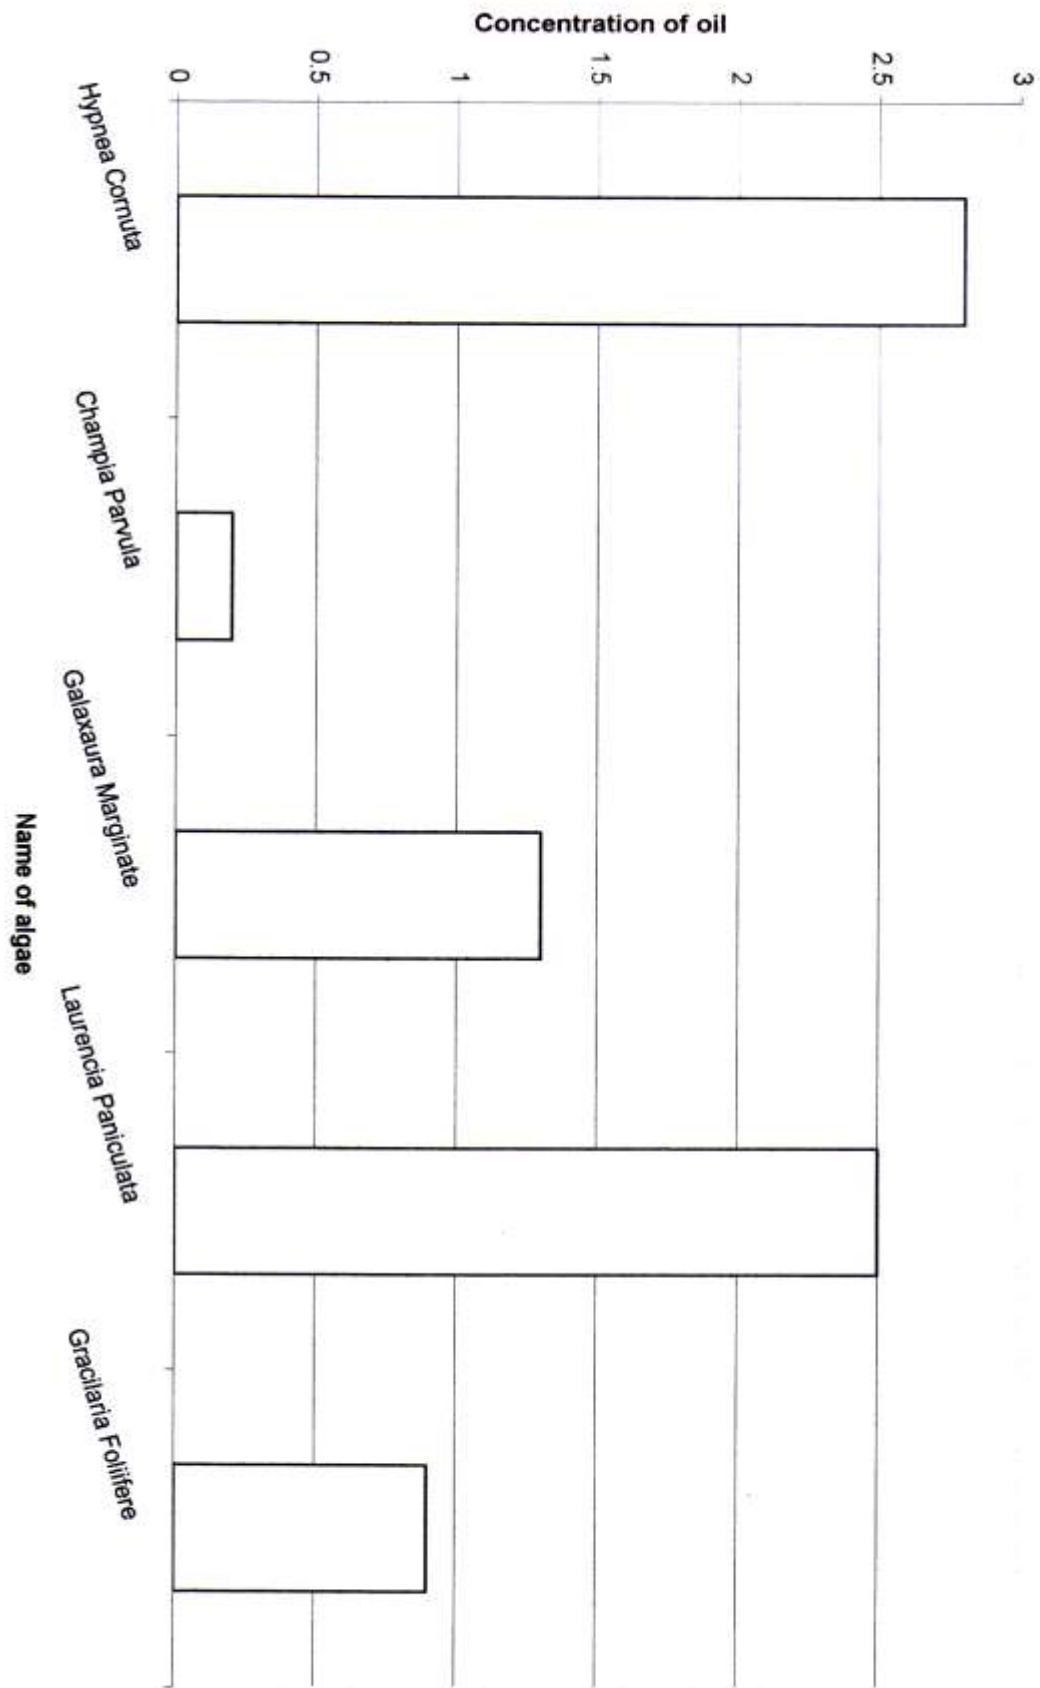 Concentration of oil
3
2.5
2
1.5
1
0.5
0
Hypnea Cornuta
Champia Parvula
Galaxaura Marginate
Laurencia Paniculata
Gracilaria Foliifere
Name of algae